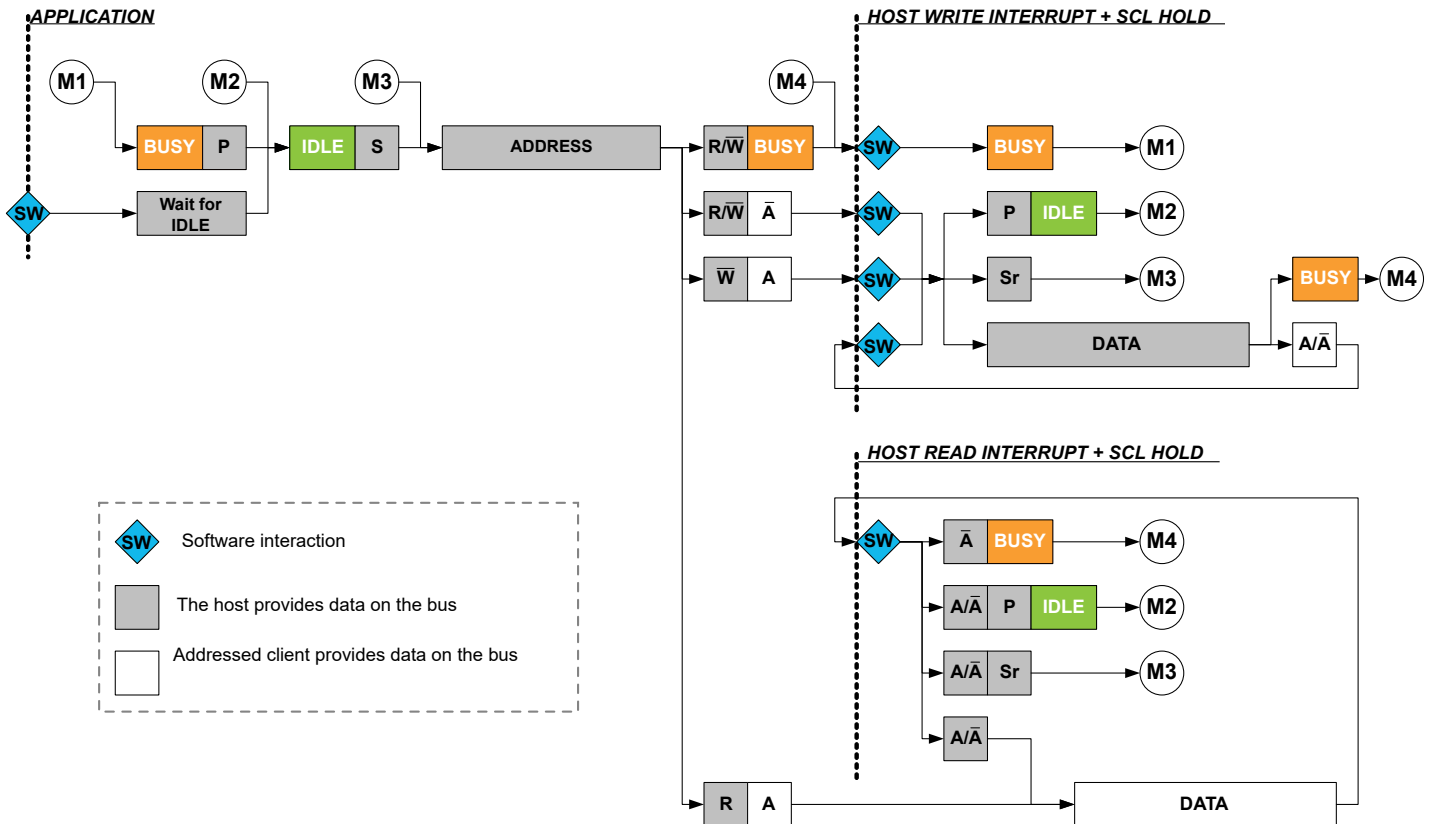 APPLICATION
HOST WRITE INTERRUPT + SCL HOLD
M1
M2
M3
M4
BUSY P
IDLE S
ADDRESS
R/W̅ BUSY
SW
BUSY
M1
SW
Wait for
IDLE
R/W̅ A̅
SW
P IDLE
M2
W̅ A
SW
Sr
M3
BUSY
M4
SW
DATA
A/A̅
HOST READ INTERRUPT + SCL HOLD
SW
A̅ BUSY
M4
A/A̅ P IDLE
M2
A/A̅ Sr
M3
A/A̅
R A
DATA
SW Software interaction
The host provides data on the bus
Addressed client provides data on the bus